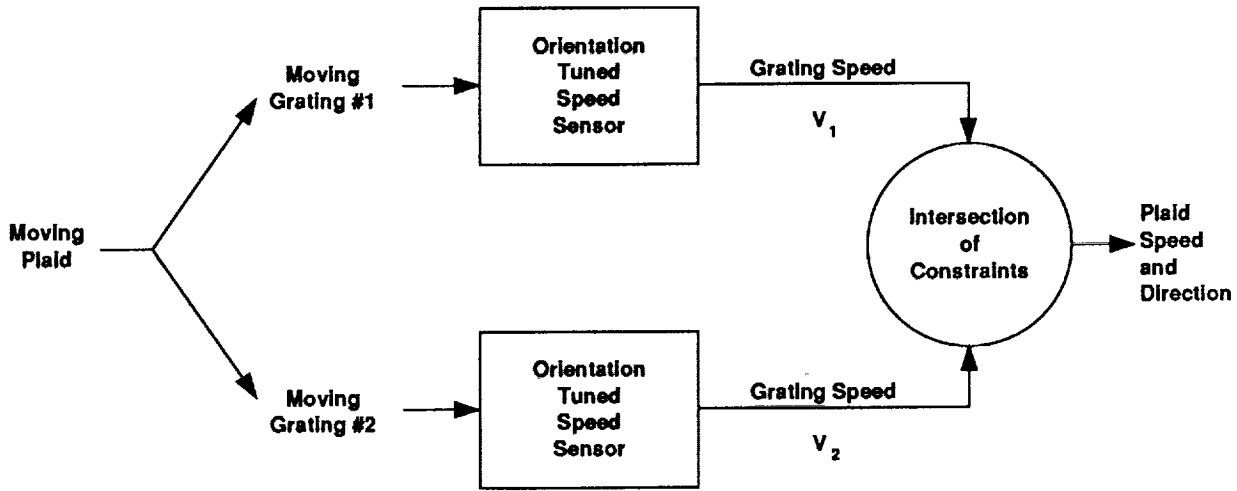 Moving
Plaid
Moving
Grating #1
Orientation
Tuned
Speed
Sensor
Grating Speed
V1
Moving
Grating #2
Orientation
Tuned
Speed
Sensor
Grating Speed
V2
Intersection
of
Constraints
Plaid
Speed
and
Direction